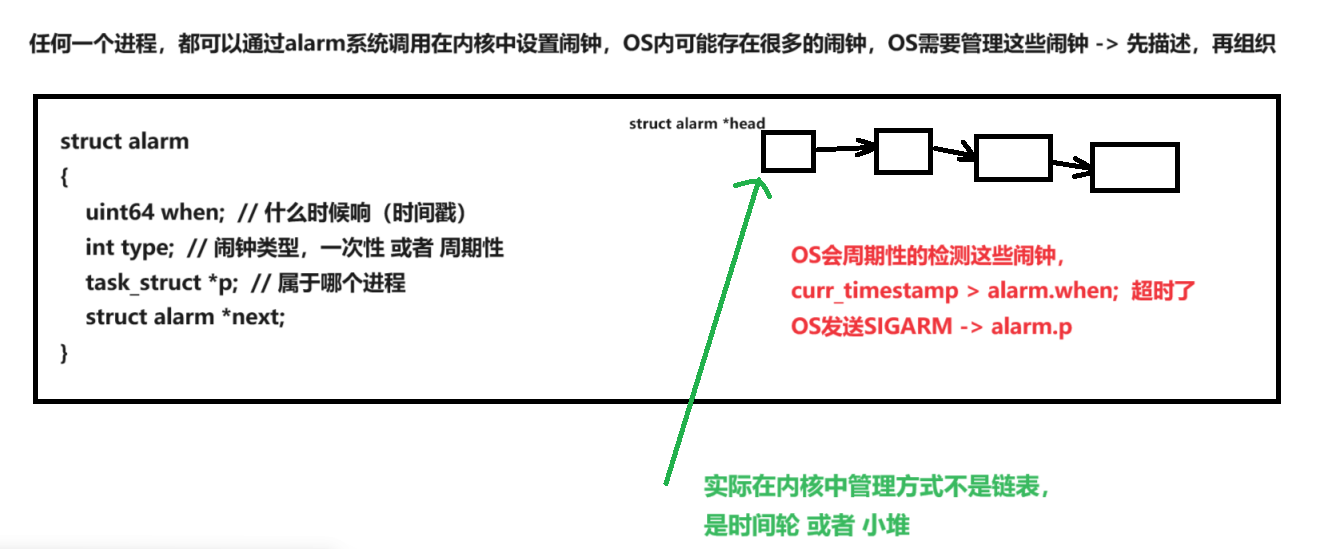 任何一个进程，都可以通过alarm系统调用在内核中设置闹钟，OS内可能存在很多的闹钟，OS需要管理这些闹钟 -> 先描述，再组织
struct alarm
{
uint64 when; // 什么时候响（时间戳）
int type; // 闹钟类型，一次性 或者 周期性
task_struct *p; // 属于哪个进程
struct alarm *next;
}
struct alarm *head
OS会周期性的检测这些闹钟，
curr_timestamp > alarm.when; 超时了
OS发送SIGARM -> alarm.p
实际在内核中管理方式不是链表，
是时间轮 或者 小堆